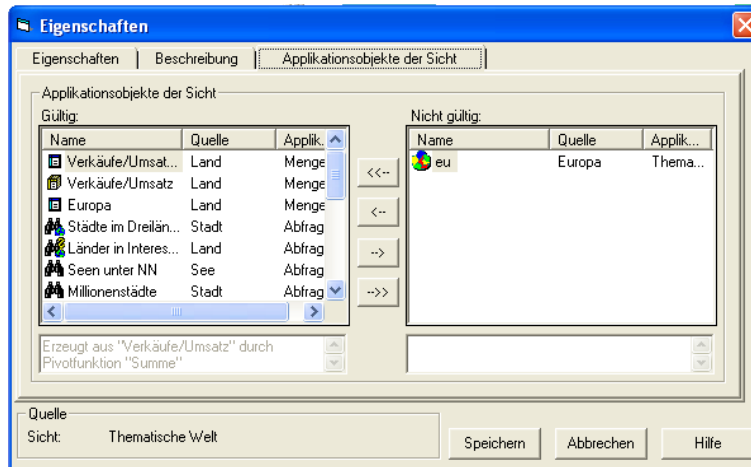 Eigenschaften
Eigenschaften Beschreibung Applikationsobjekte der Sicht
Applikationsobjekte der Sicht
Gültig: Nicht gültig:
Name Quelle Applik. Name Quelle Applik...
Verkäufe/Umsat... Land Menge <<-- eu Europa Thema...
Verkäufe/Umsatz Land Menge
Europa Land Menge <--
Städte im Dreilän... Stadt Abfrag
Länder in Interes... Land Abfrag -->
Seen unter NN See Abfrag
Millionenstädte Stadt Abfrag -->>
Erzeugt aus "Verkäufe/Umsatz" durch
Pivotfunktion "Summe"
Quelle
Sicht: Thematische Welt Speichern Abbrechen Hilfe